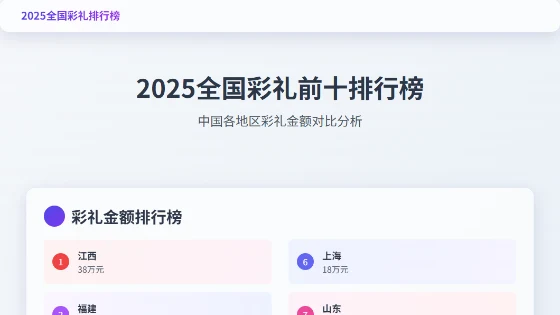 2025全国彩礼排行榜
2025全国彩礼前十排行榜
中国各地区彩礼金额对比分析
彩礼金额排行榜
1
江西
38万元
6
上海
18万元
福建
山东